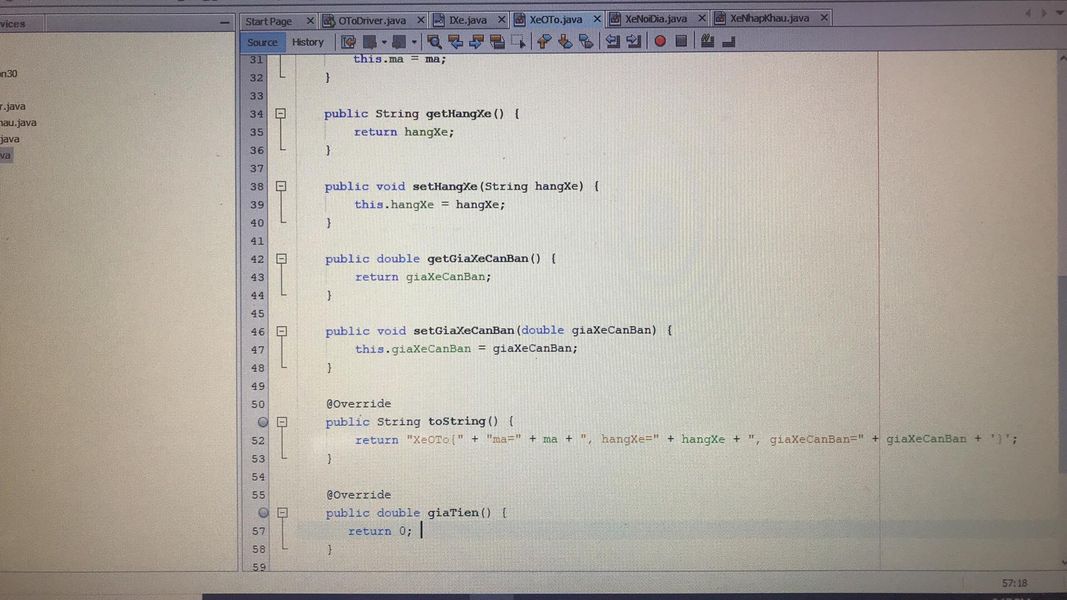 vices
Start Page
OToDriver.java
IXe.java
XeOTo.java
XeNoiDia.java
XeNhapKhau.java
Source
History
on30
r.java
hau.java
java
va
31 this.ma = ma;
32 }
33
34 public String getHangXe() {
35 return hangXe;
36 }
37
38 public void setHangXe(String hangXe) {
39 this.hangXe = hangXe;
40 }
41
42 public double getGiaXeCanBan() {
43 return giaXeCanBan;
44 }
45
46 public void setGiaXeCanBan(double giaXeCanBan) {
47 this.giaXeCanBan = giaXeCanBan;
48 }
49
50 @Override
public String toString() {
52 return "XeOTo{" + "ma=" + ma + ", hangXe=" + hangXe + ", giaXeCanBan=" + giaXeCanBan + '}';
53 }
54
55 @Override
public double giaTien() {
57 return 0;
58 }
59
57:18